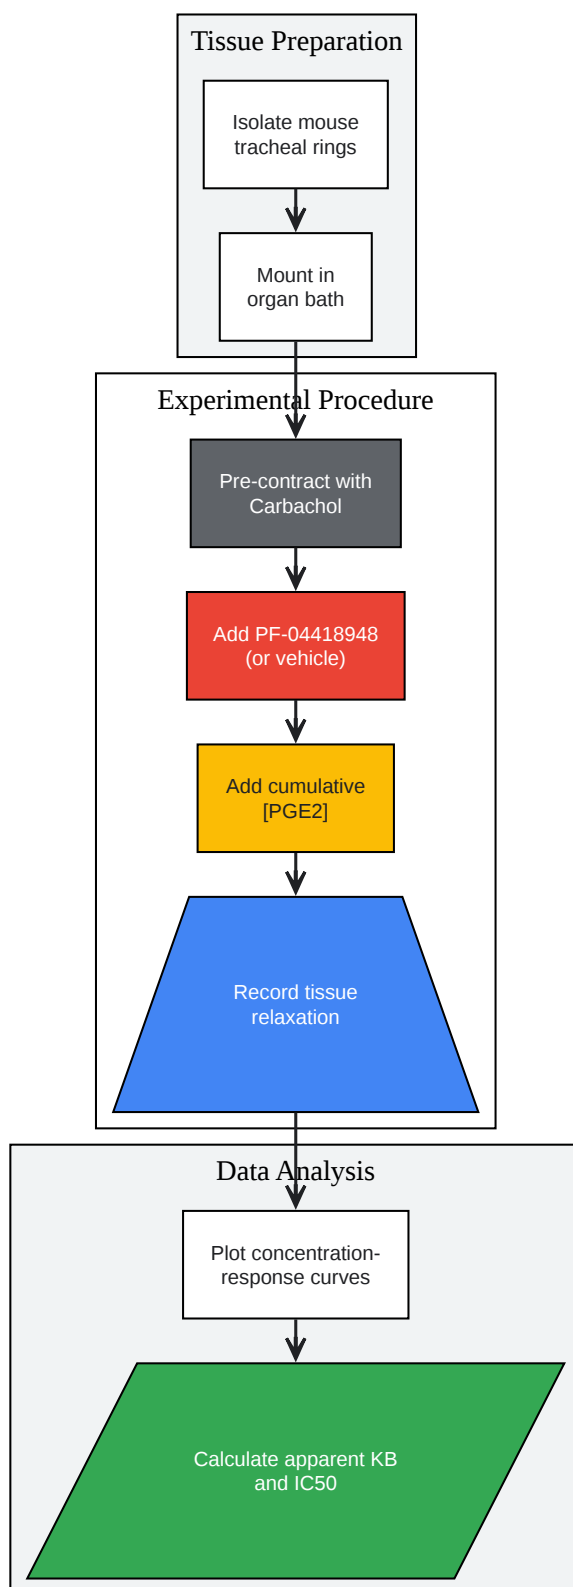 Tissue Preparation
Isolate mouse
tracheal rings
Mount in
organ bath
Experimental Procedure
Pre-contract with
Carbachol
Add PF-04418948
(or vehicle)
Add cumulative
[PGE2]
Record tissue
relaxation
Data Analysis
Plot concentration-
response curves
Calculate apparent KB
and IC50